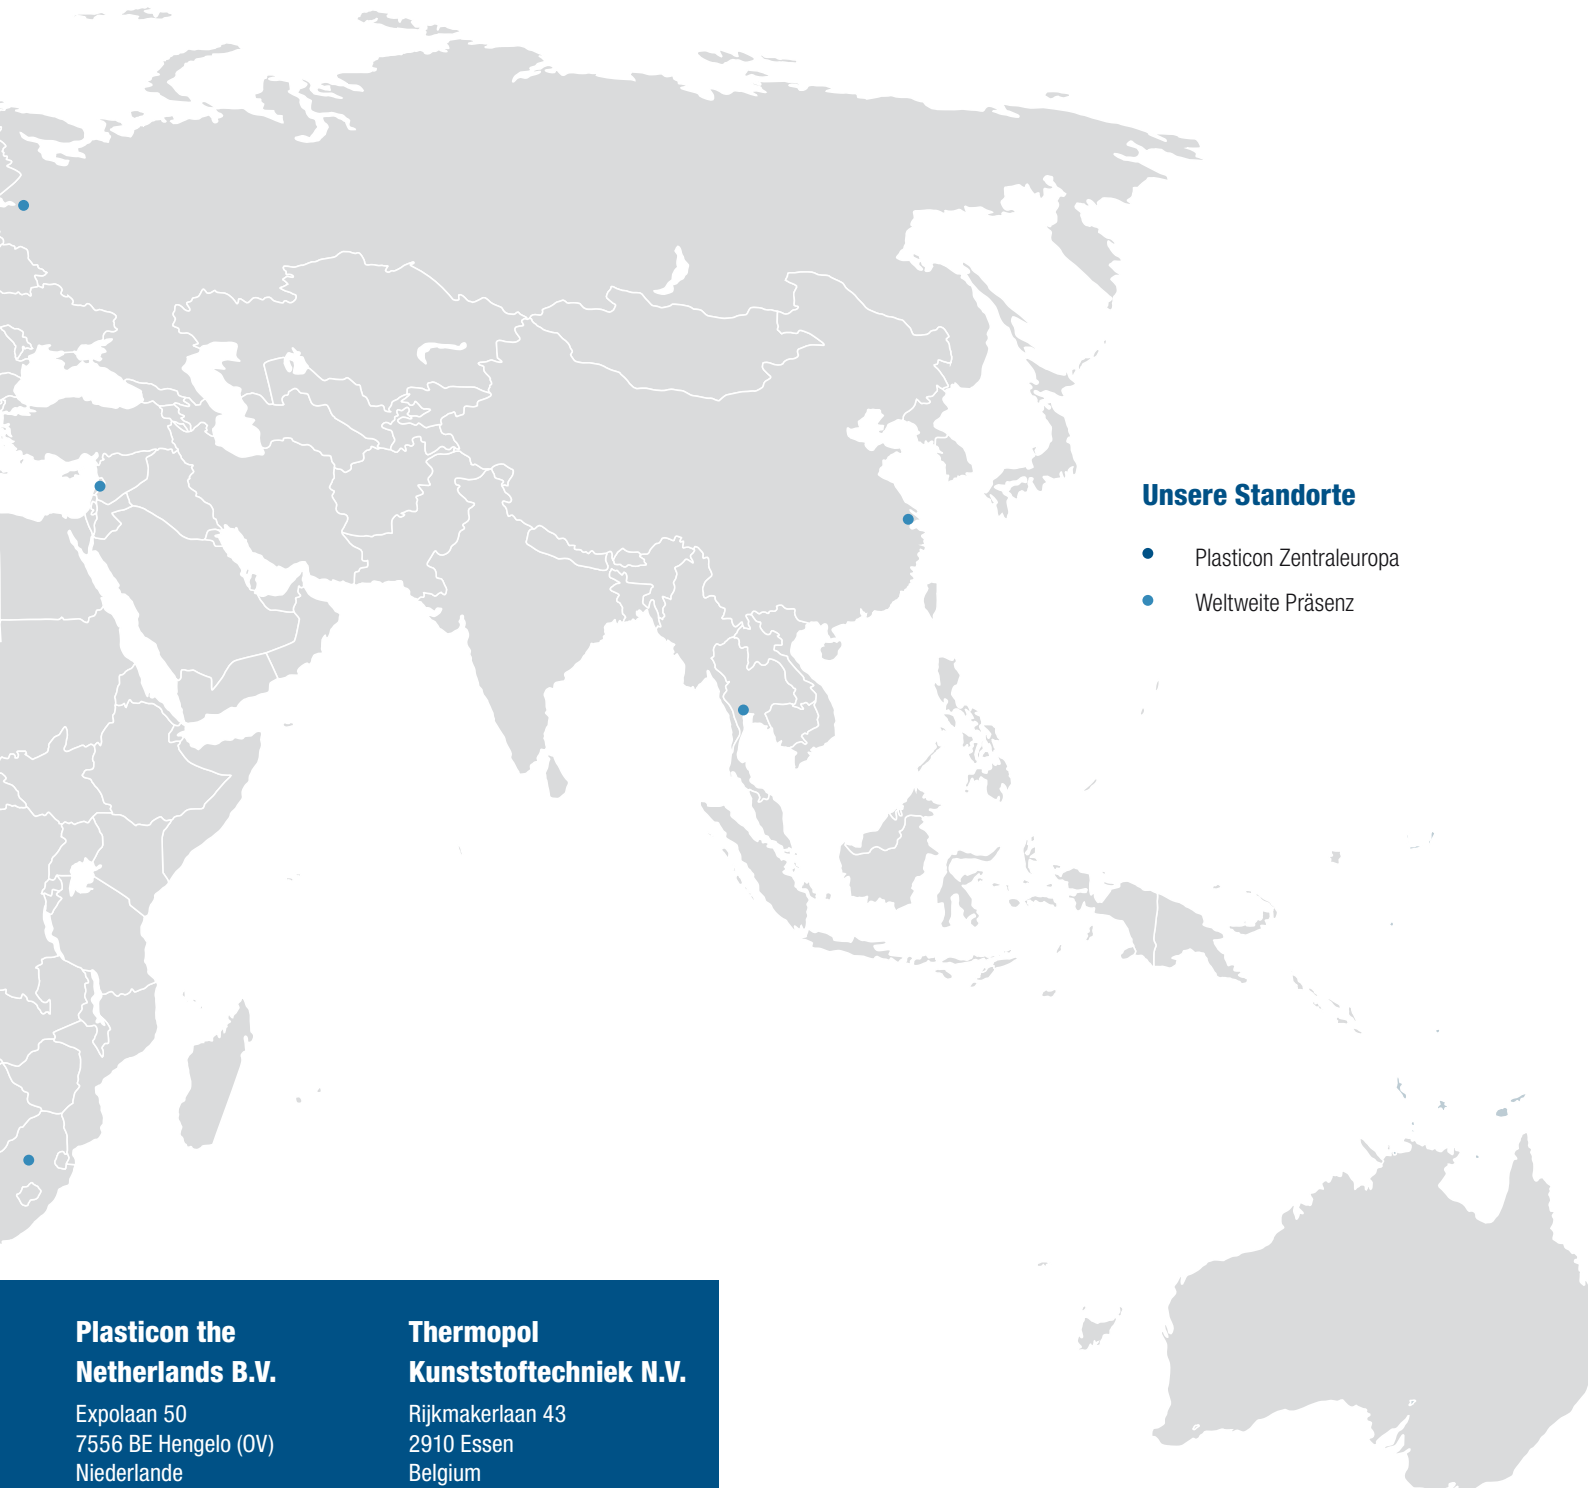 Unsere Standorte
Plasticon Zentraleuropa
Weltweite Präsenz
Plasticon the
Netherlands B.V.
Expolaan 50
7556 BE Hengelo (OV)
Niederlande
Thermopol
Kunststoftechniek N.V.
Rijkmakerlaan 43
2910 Essen
Belgium